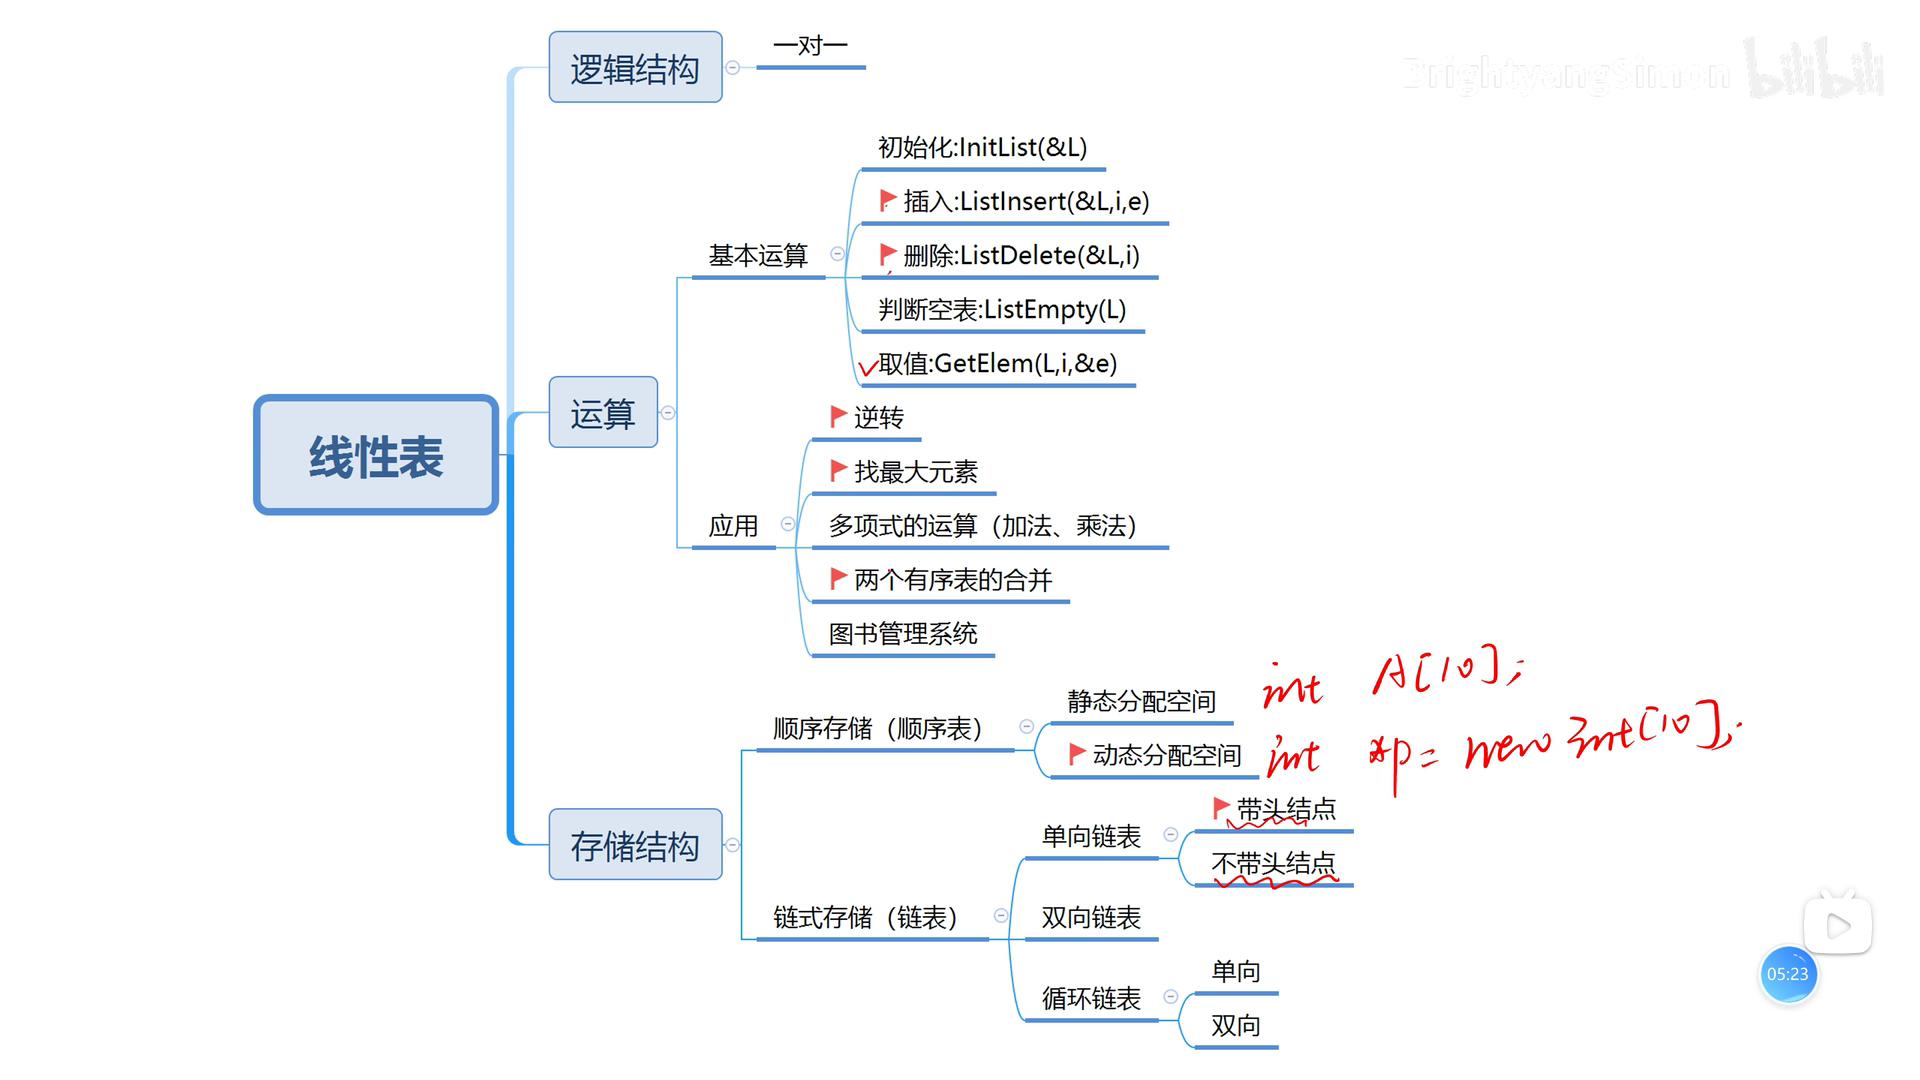 BrightyangSimon bilibili
逻辑结构
一对一
初始化:InitList(&L)
插入:ListInsert(&L,i,e)
基本运算
删除:ListDelete(&L,i)
判断空表:ListEmpty(L)
取值:GetElem(L,i,&e)
线性表
运算
逆转
找最大元素
应用
多项式的运算（加法、乘法）
两个有序表的合并
图书管理系统
静态分配空间
int A[10];
顺序存储（顺序表）
动态分配空间
int *p= new int[10];
存储结构
带头结点
单向链表
不带头结点
链式存储（链表）
双向链表
单向
循环链表
双向
05:23